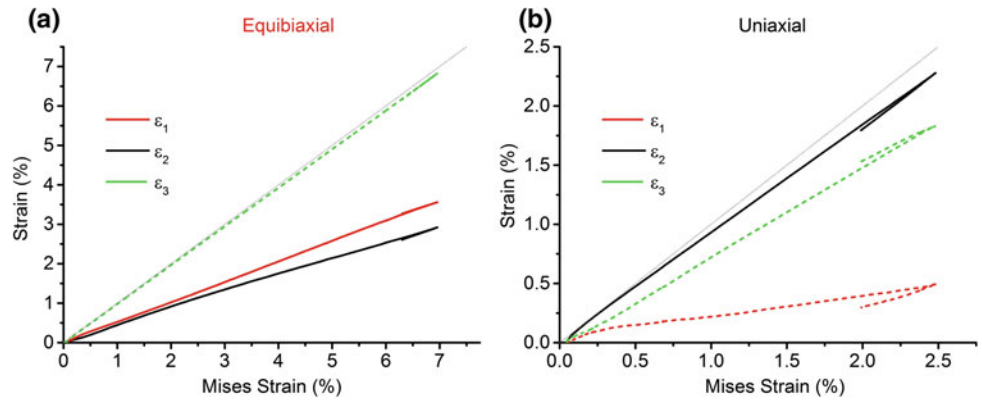 (a)
Equibiaxial
7
6
5
4
3
2
1
0
Strain (%)
ε1
ε2
ε3
0 1 2 3 4 5 6 7
Mises Strain (%)
(b)
Uniaxial
2.5
2.0
1.5
1.0
0.5
0.0
Strain (%)
ε1
ε2
ε3
0.0 0.5 1.0 1.5 2.0 2.5
Mises Strain (%)